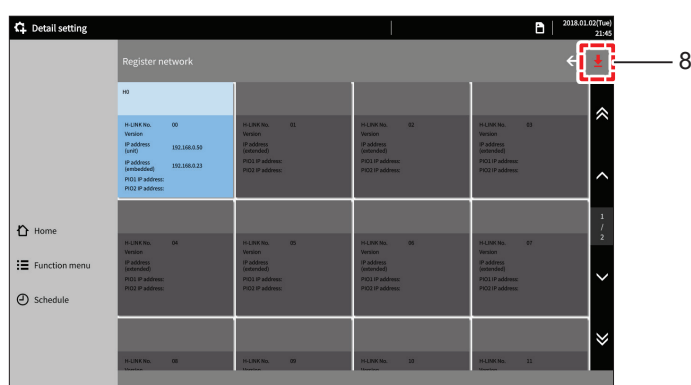 Detail setting
2018.01.02(Tue)
21:45
Register network
8
H0
H-LINK No. 00
Version
IP address
(unit) 192.168.0.50
IP address
(embedded) 192.168.0.23
PIO1 IP address:
PIO2 IP address:
H-LINK No. 01
Version
IP address
(extended)
PIO1 IP address:
PIO2 IP address:
H-LINK No. 02
Version
IP address
(extended)
PIO1 IP address:
PIO2 IP address:
H-LINK No. 03
Version
IP address
(extended)
PIO1 IP address:
PIO2 IP address:
1
/
2
Home
Function menu
Schedule
H-LINK No. 04
Version
IP address
(extended)
PIO1 IP address:
PIO2 IP address:
H-LINK No. 05
Version
IP address
(extended)
PIO1 IP address:
PIO2 IP address:
H-LINK No. 06
Version
IP address
(extended)
PIO1 IP address:
PIO2 IP address:
H-LINK No. 07
Version
IP address
(extended)
PIO1 IP address:
PIO2 IP address:
H-LINK No. 08
H-LINK No. 09
H-LINK No. 10
H-LINK No. 11